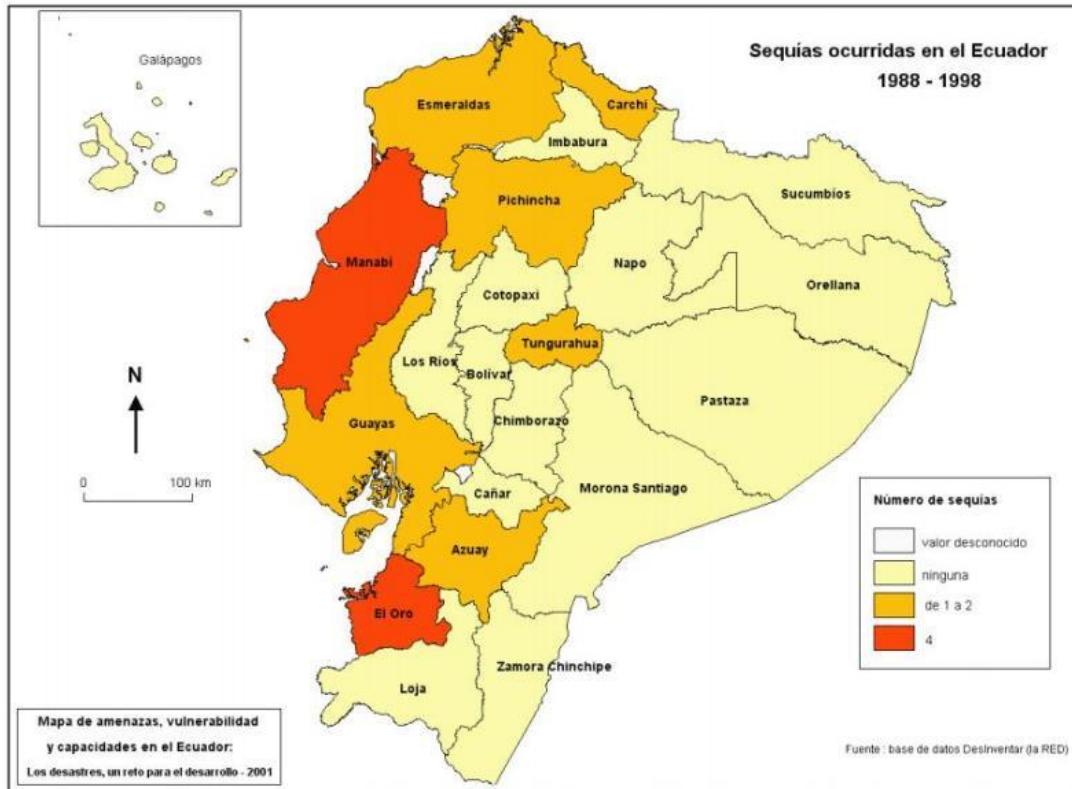 Galápagos
Sequías ocurridas en el Ecuador
1988 - 1998
Esmeraldas
Carchi
Imbabura
Sucumbíos
Pichincha
Manabí
Napo
Orellana
Cotopaxi
Tungurahua
Los Ríos
Bolívar
Pastaza
N
Guayas
Chimborazo
0 100 km
Cañar
Morona Santiago
Azuay
El Oro
Zamora Chinchipe
Loja
Número de sequías
valor desconocido
ninguna
de 1 a 2
4
Mapa de amenazas, vulnerabilidad
y capacidades en el Ecuador:
Los desastres, un reto para el desarrollo - 2001
Fuente : base de datos DesInventar (la RED)